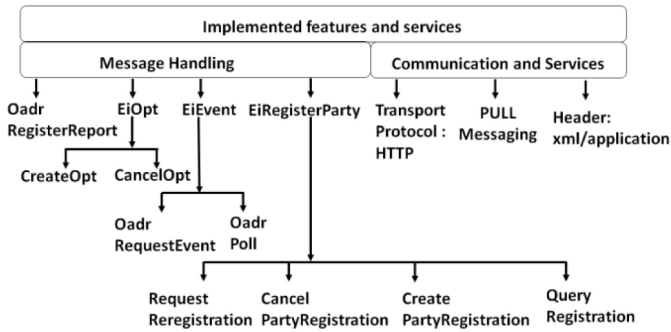 Implemented features and services
Message Handling
Communication and Services
Oadr
RegisterReport
EiOpt
EiEvent
EiRegisterParty
Transport
Protocol :
HTTP
PULL
Messaging
Header:
xml/application
CreateOpt
CancelOpt
Oadr
RequestEvent
Oadr
Poll
Request
Reregistration
Cancel
PartyRegistration
Create
PartyRegistration
Query
Registration